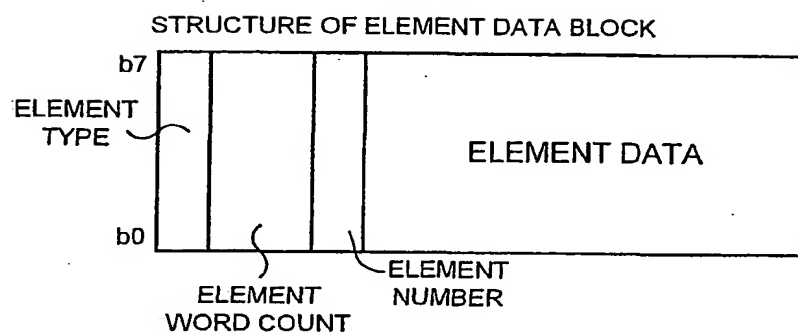 STRUCTURE OF ELEMENT DATA BLOCK
b7
ELEMENT
TYPE
ELEMENT DATA
b0
ELEMENT
NUMBER
ELEMENT
WORD COUNT